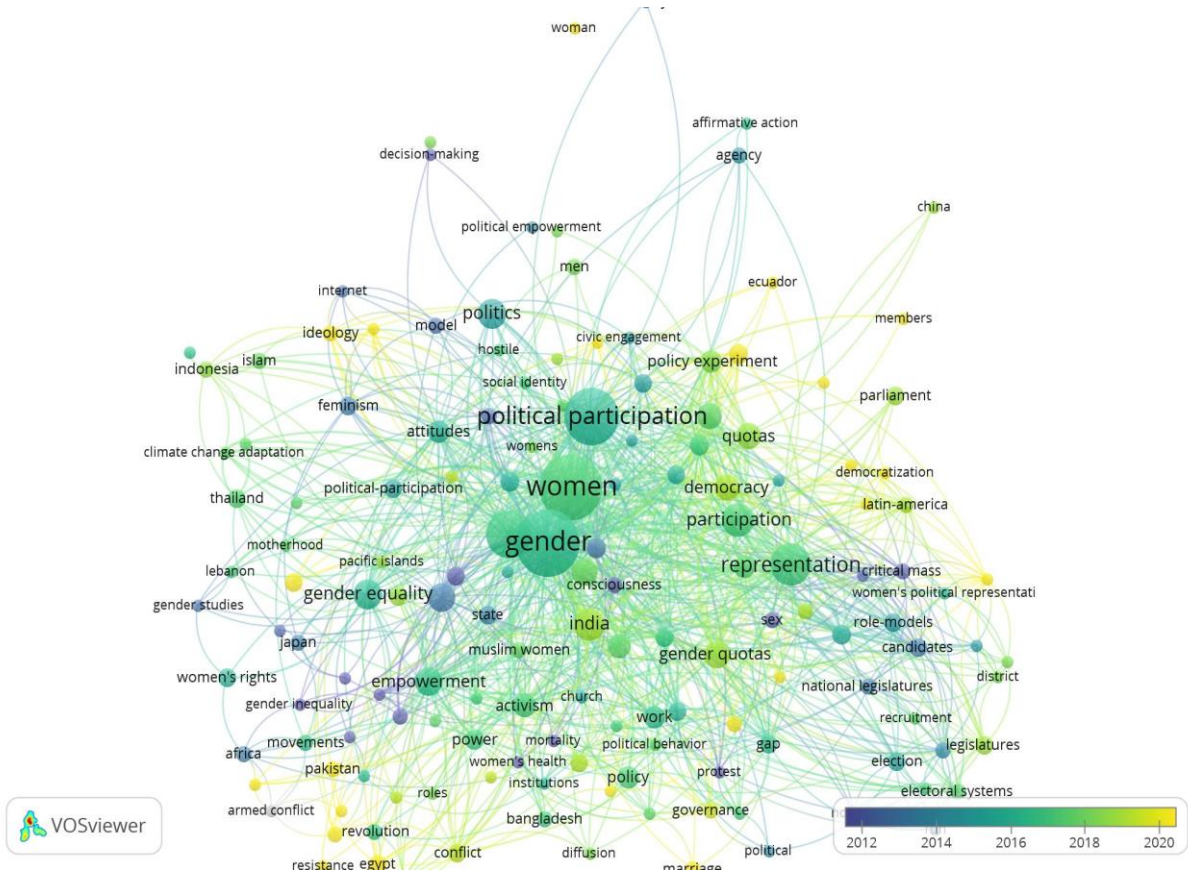 woman
affirmative action
decision-making
agency
china
political empowerment
men
ecuador
internet
politics
members
ideology
model
civic engagement
hostile
policy experiment
islam
indonesia
social identity
parliament
feminism
political participation
attitudes
quotas
womens
climate change adaptation
democratization
political-participation
women
democracy
thailand
latin-america
participation
gender
motherhood
pacific islands
representation
lebanon
critical mass
consciousness
gender equality
women's political representati
gender studies
state
india
sex
role-models
japan
muslim women
gender quotas
candidates
women's rights
empowerment
district
national legislatures
church
gender inequality
activism
work
recruitment
movements
power
mortality
political behavior
gap
legislatures
africa
women's health
election
pakistan
protest
institutions
policy
roles
electoral systems
armed conflict
governance
bangladesh
VOSviewer
revolution
2012
2014
2016
2018
2020
conflict
diffusion
political
resistance
egypt
marriage